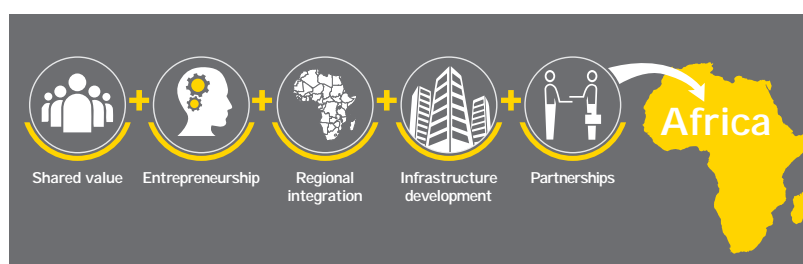 Africa
Shared value
Entrepreneurship
Regional
integration
Infrastructure
development
Partnerships